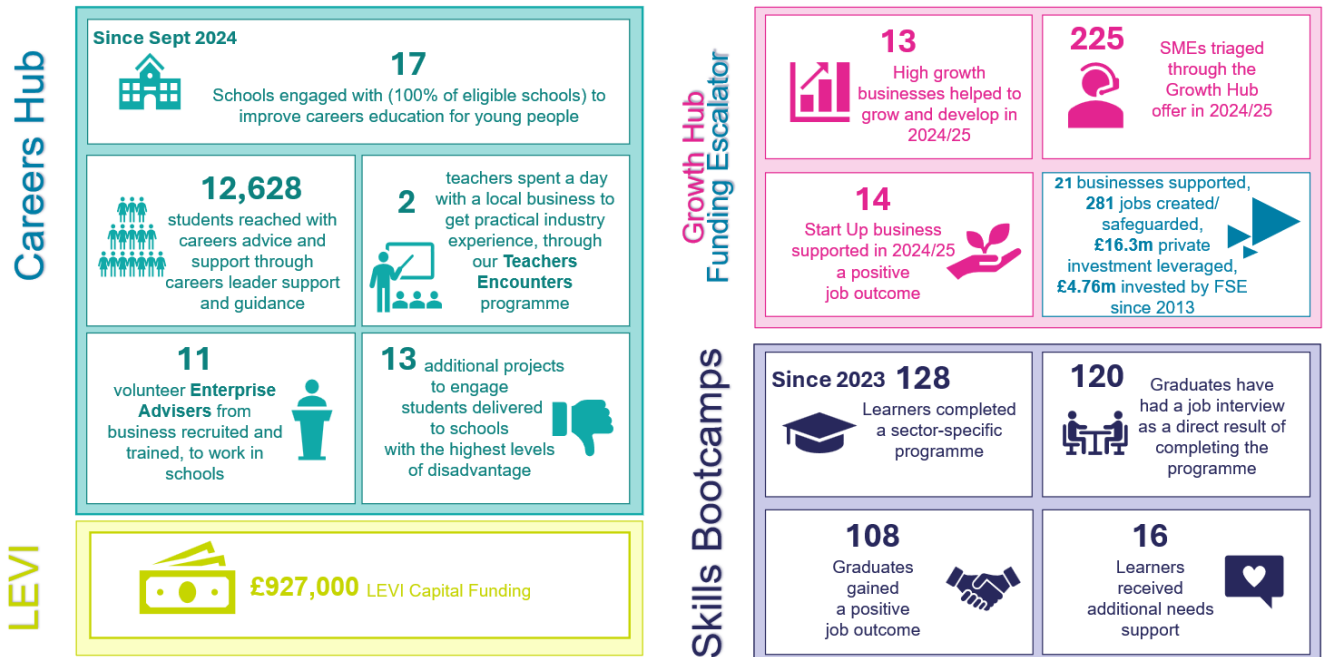 Careers Hub
Since Sept 2024
17
Schools engaged with (100% of eligible schools) to
improve careers education for young people
12,628
students reached with
careers advice and
support through
careers leader support
and guidance
2
teachers spent a day
with a local business to
get practical industry
experience, through
our Teachers
Encounters
programme
11
volunteer Enterprise
Advisers from
business recruited and
trained, to work in
schools
13
additional projects
to engage
students delivered
to schools
with the highest levels
of disadvantage
LEVI
£927,000 LEVI Capital Funding
Growth Hub
Funding Escalator
13
High growth
businesses helped to
grow and develop in
2024/25
225
SMEs triaged
through the
Growth Hub
offer in 2024/25
14
Start Up business
supported in 2024/25
a positive
job outcome
21 businesses supported,
281 jobs created/
safeguarded,
£16.3m private
investment leveraged,
£4.76m invested by FSE
since 2013
Skills Bootcamps
Since 2023 128
Learners completed
a sector-specific
programme
120
Graduates have
had a job interview
as a direct result of
completing the
programme
108
Graduates
gained
a positive
job outcome
16
Learners
received
additional needs
support